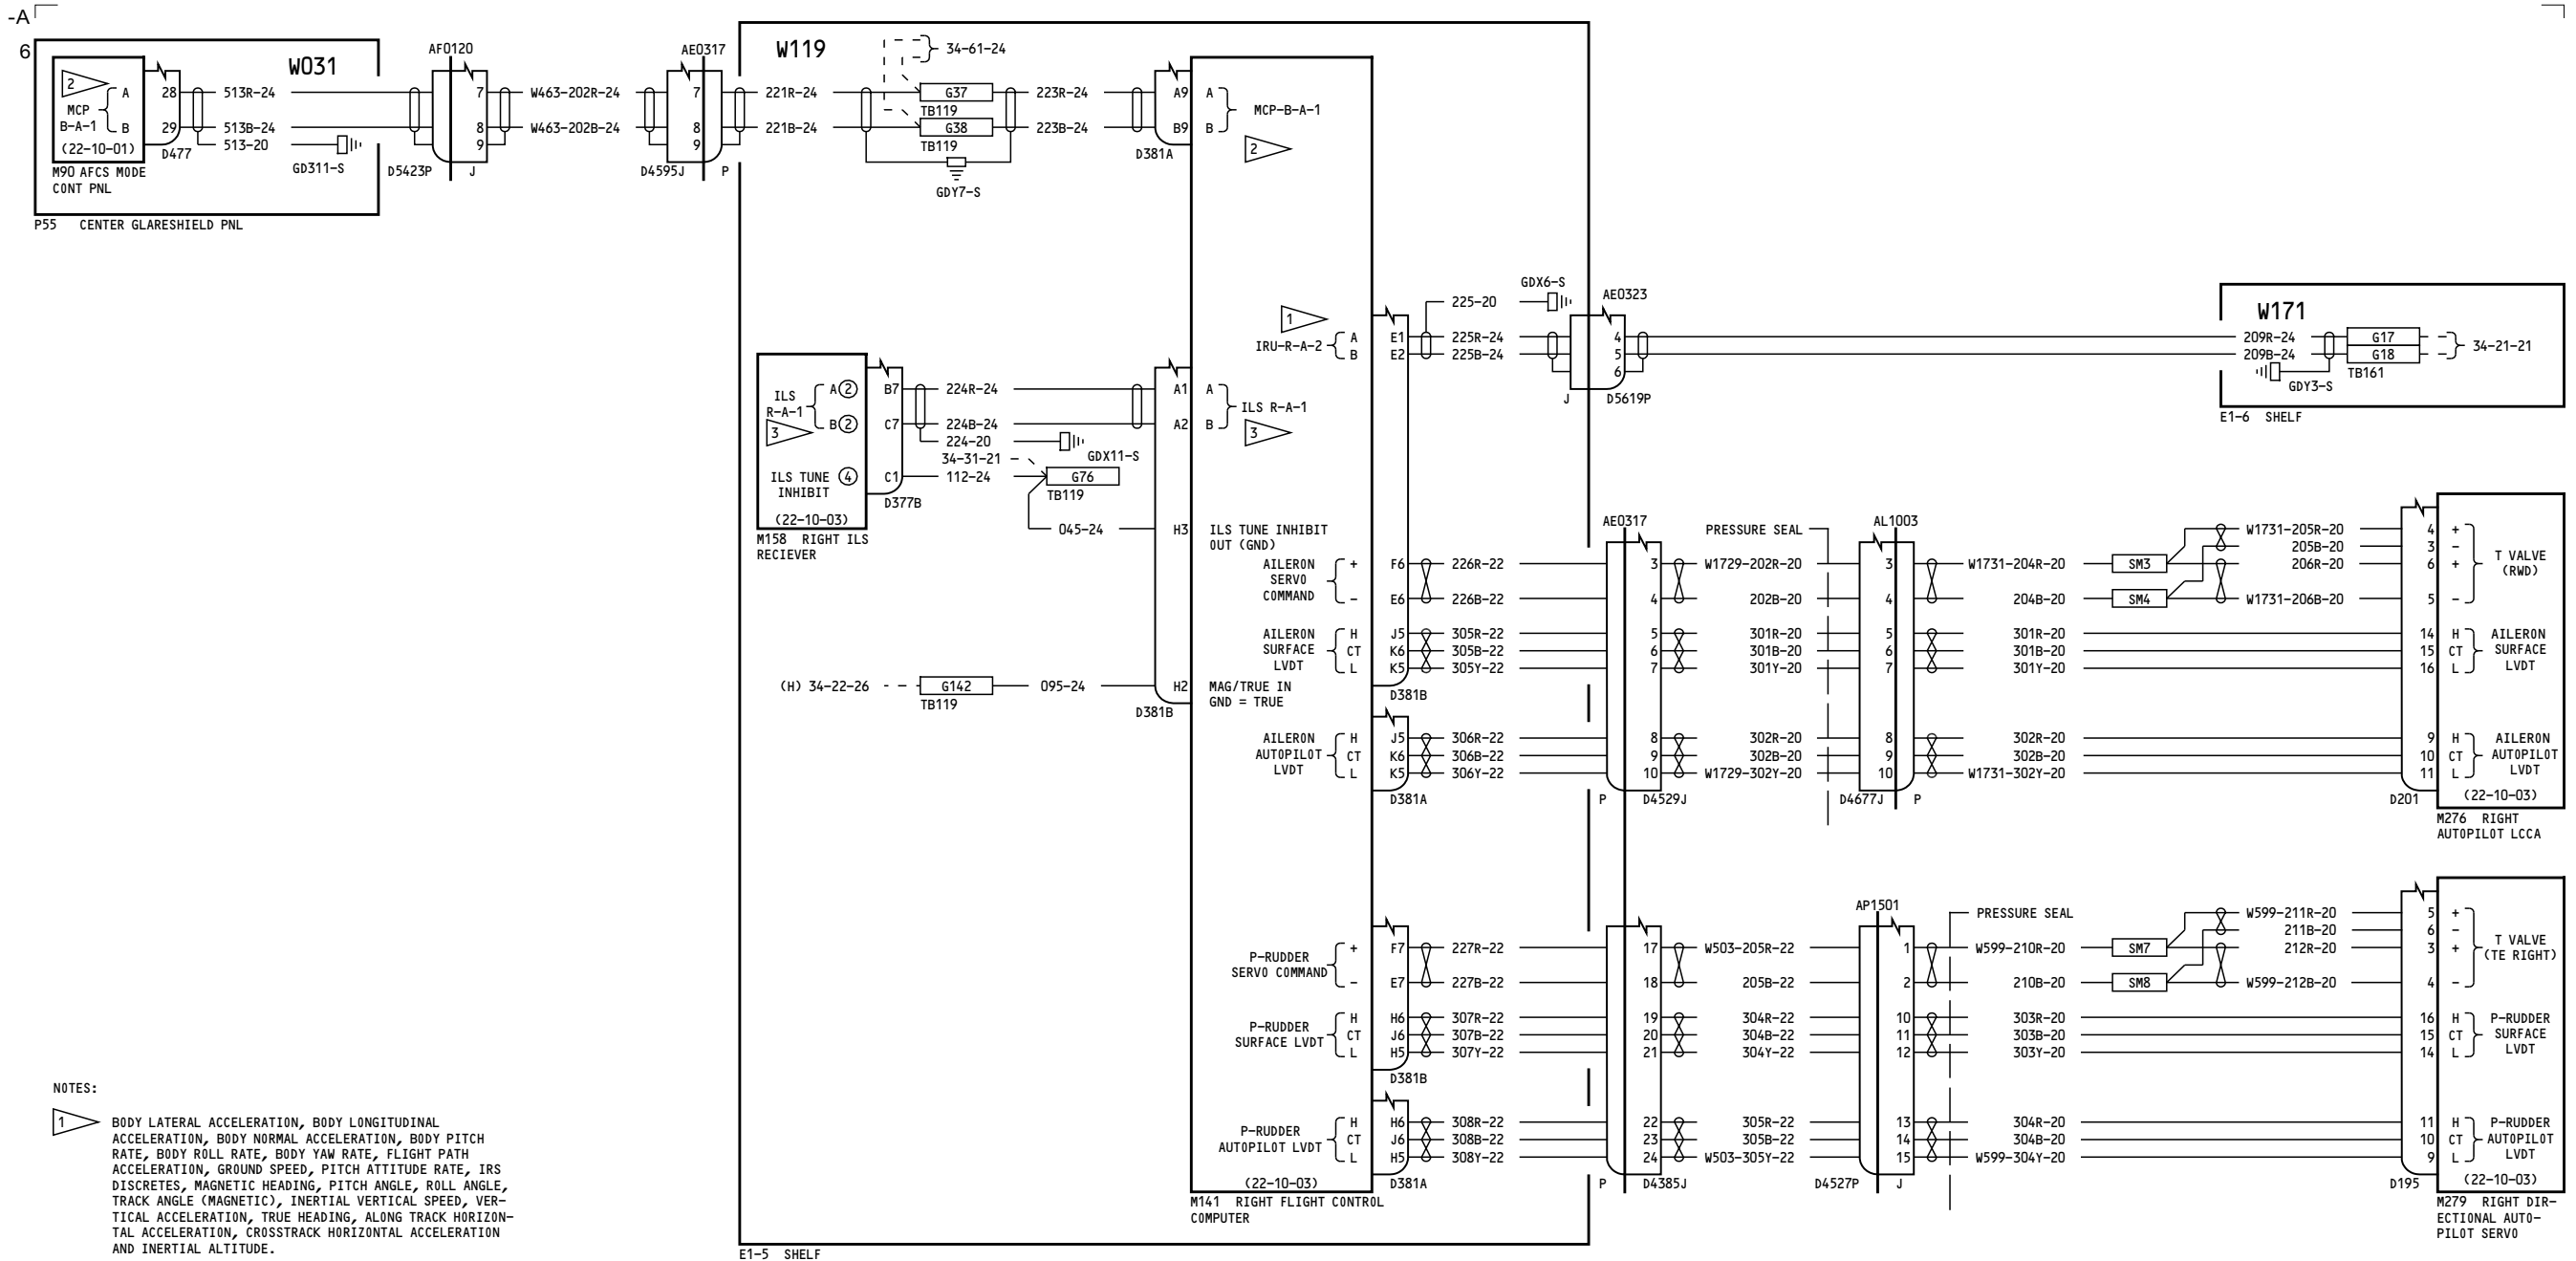 -A
6
W031
2
MCP
B-A-1
A
B
28
29
513R-24
513B-24
513-20
(22-10-01)
D477
GD311-S
M90 AFCS MODE
CONT PNL
P55 CENTER GLARESHIELD PNL
AF0120
7
8
9
D5423P J
W463-202R-24
W463-202B-24
AE0317
7
8
9
D4595J P
W119
34-61-24
221R-24
221B-24
G37
TB119
G38
TB119
GDY7-S
223R-24
223B-24
A9
B9
D381A
A
B
MCP-B-A-1
2
1
IRU-R-A-2
A
B
E1
E2
225-20
225R-24
225B-24
GDX6-S
AE0323
4
5
6
J D5619P
W171
209R-24
209B-24
G17
G18
TB161
GDY3-S
34-21-21
E1-6 SHELF
ILS
R-A-1
3
A 2
B 2
ILS TUNE
INHIBIT
4
(22-10-03)
M158 RIGHT ILS
RECIEVER
B7
C7
C1
D377B
224R-24
224B-24
224-20
34-31-21
112-24
GDX11-S
G76
TB119
045-24
A1
A2
H3
A
B
ILS R-A-1
3
ILS TUNE INHIBIT
OUT (GND)
(H) 34-22-26
G142
TB119
095-24
H2
D381B
MAG/TRUE IN
GND = TRUE
AILERON
SERVO
COMMAND
+
-
F6
E6
226R-22
226B-22
AILERON
SURFACE
LVDT
H
CT
L
J5
K6
K5
305R-22
305B-22
305Y-22
D381B
AILERON
AUTOPILOT
LVDT
H
CT
L
J5
K6
K5
306R-22
306B-22
306Y-22
D381A
AE0317
3
4
5
6
7
8
9
10
P D4529J
PRESSURE SEAL
W1729-202R-20
202B-20
301R-20
301B-20
301Y-20
302R-20
302B-20
W1729-302Y-20
AL1003
3
4
5
6
7
8
9
10
D4677J P
W1731-204R-20
204B-20
301R-20
301B-20
301Y-20
302R-20
302B-20
W1731-302Y-20
SM3
SM4
W1731-205R-20
205B-20
206R-20
W1731-206B-20
4 +
3 -
6 +
5 -
T VALVE
(RWD)
14 H
15 CT
16 L
AILERON
SURFACE
LVDT
9 H
10 CT
11 L
AILERON
AUTOPILOT
LVDT
D201
(22-10-03)
M276 RIGHT
AUTOPILOT LCCA
P-RUDDER
SERVO COMMAND
+
-
F7
E7
227R-22
227B-22
P-RUDDER
SURFACE LVDT
H
CT
L
H6
J6
H5
307R-22
307B-22
307Y-22
D381B
P-RUDDER
AUTOPILOT LVDT
H
CT
L
H6
J6
H5
308R-22
308B-22
308Y-22
D381A
(22-10-03)
M141 RIGHT FLIGHT CONTROL
COMPUTER
E1-5 SHELF
17
18
19
20
21
22
23
24
P D4385J
W503-205R-22
205B-22
304R-22
304B-22
304Y-22
305R-22
305B-22
W503-305Y-22
AP1501
1
2
10
11
12
13
14
15
D4527P J
PRESSURE SEAL
W599-210R-20
210B-20
303R-20
303B-20
303Y-20
304R-20
304B-20
W599-304Y-20
SM7
SM8
W599-211R-20
211B-20
212R-20
W599-212B-20
5 +
6 -
3 +
4 -
T VALVE
(TE RIGHT)
16 H
15 CT
14 L
P-RUDDER
SURFACE
LVDT
11 H
10 CT
9 L
P-RUDDER
AUTOPILOT
LVDT
D195
(22-10-03)
M279 RIGHT DIR-
ECTIONAL AUTO-
PILOT SERVO
NOTES:
1
BODY LATERAL ACCELERATION, BODY LONGITUDINAL
ACCELERATION, BODY NORMAL ACCELERATION, BODY PITCH
RATE, BODY ROLL RATE, BODY YAW RATE, FLIGHT PATH
ACCELERATION, GROUND SPEED, PITCH ATTITUDE RATE, IRS
DISCRETES, MAGNETIC HEADING, PITCH ANGLE, ROLL ANGLE,
TRACK ANGLE (MAGNETIC), INERTIAL VERTICAL SPEED, VER-
TICAL ACCELERATION, TRUE HEADING, ALONG TRACK HORIZON-
TAL ACCELERATION, CROSSTRACK HORIZONTAL ACCELERATION
AND INERTIAL ALTITUDE.